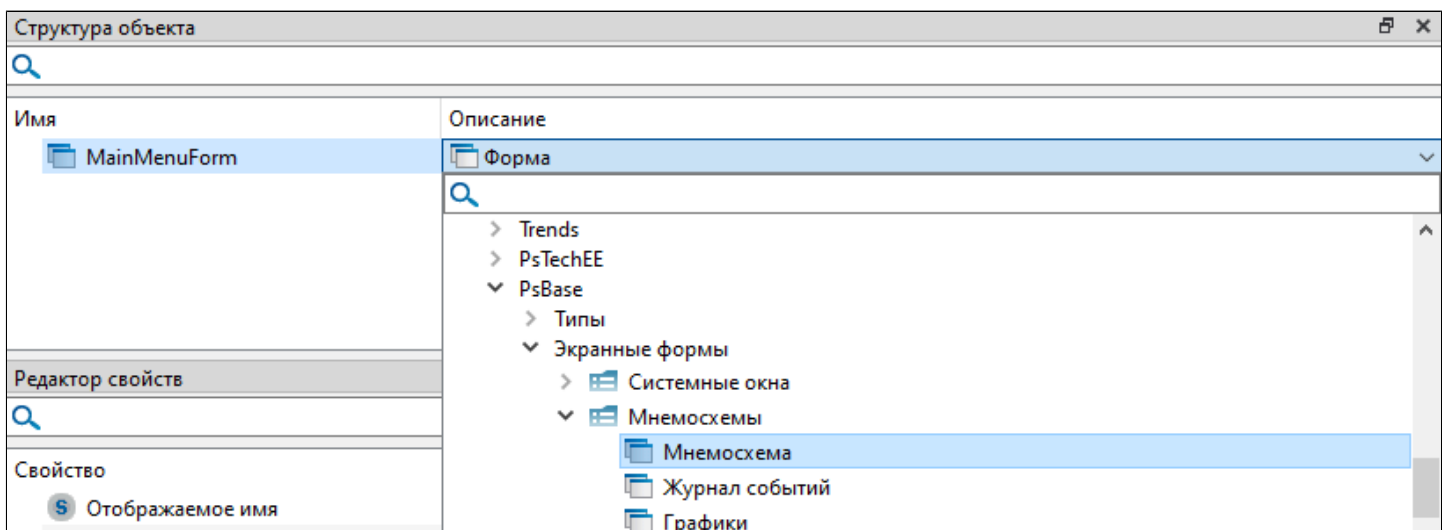 Структура объекта
Имя Описание
MainMenuForm Форма
Trends
PsTechEE
PsBase
Типы
Экранные формы
Редактор свойств
Системные окна
Мнемосхемы
Мнемосхема
Свойство
Журнал событий
Отображаемое имя
S
Графики